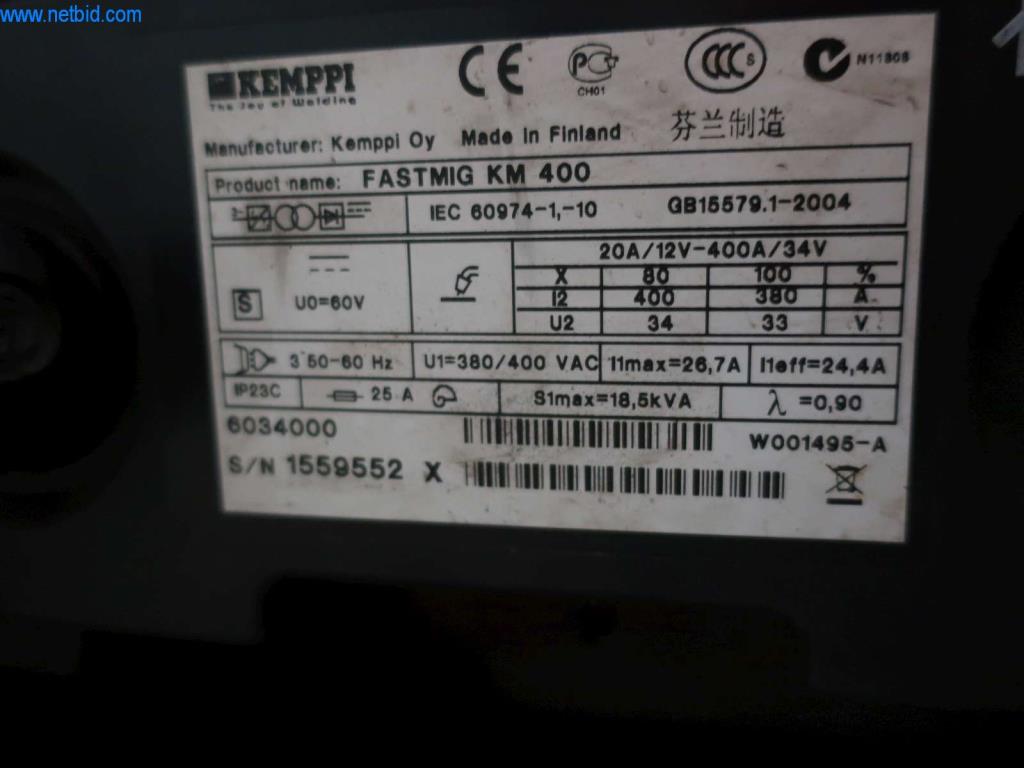 www.netbid.com
KEMPPI
The Joy of Welding
CE PC CH01 CCC S N11808
Manufacturer: Kemppi Oy Made in Finland 芬兰制造
Product name: FASTMIG KM 400
IEC 60974-1,-10 GB15579.1-2004
20A/12V-400A/34V
X 80 100 %
S U0=60V I2 400 380 A
U2 34 33 V
3~50-60 Hz U1=380/400 VAC I1max=26,7A I1eff=24,4A
IP23C 25 A S1max=18,5kVA λ =0,90
6034000 W001495-A
S/N 1559552 X